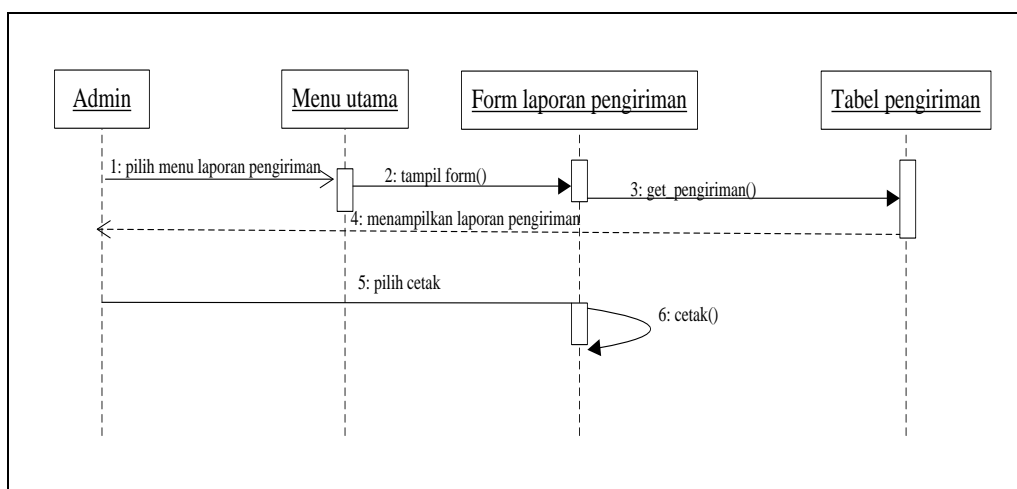 Admin
Menu utama
Form laporan pengiriman
Tabel pengiriman
1: pilih menu laporan pengiriman
2: tampil form()
3: get_pengiriman()
4: menampilkan laporan pengiriman
5: pilih cetak
6: cetak()